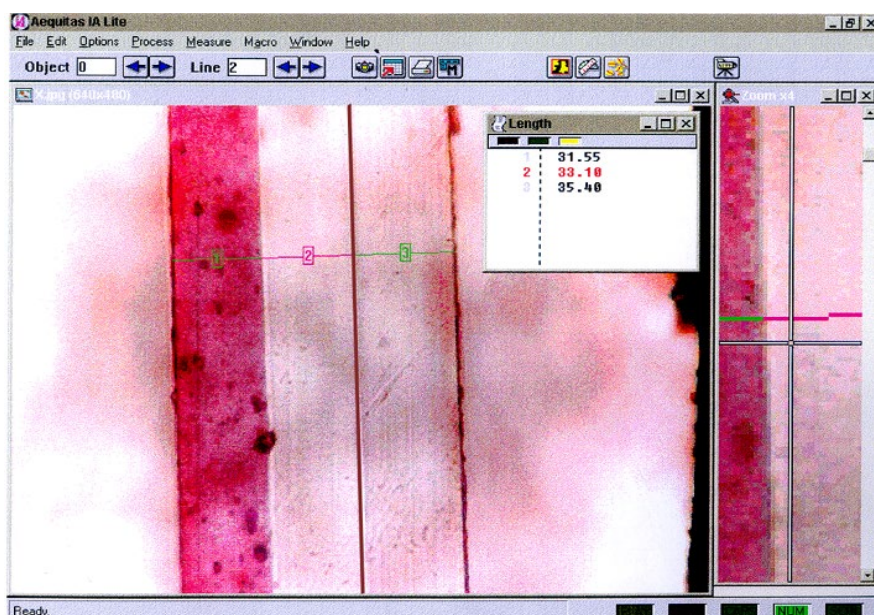 Aequitas IA Lite
File Edit Options Process Measure Macro Window Help
Object 0 Line 2
X.jpg (640x480)
Zoom x4
Length
1 31.55
2 33.10
3 35.40
1 2 3
Ready
NUM